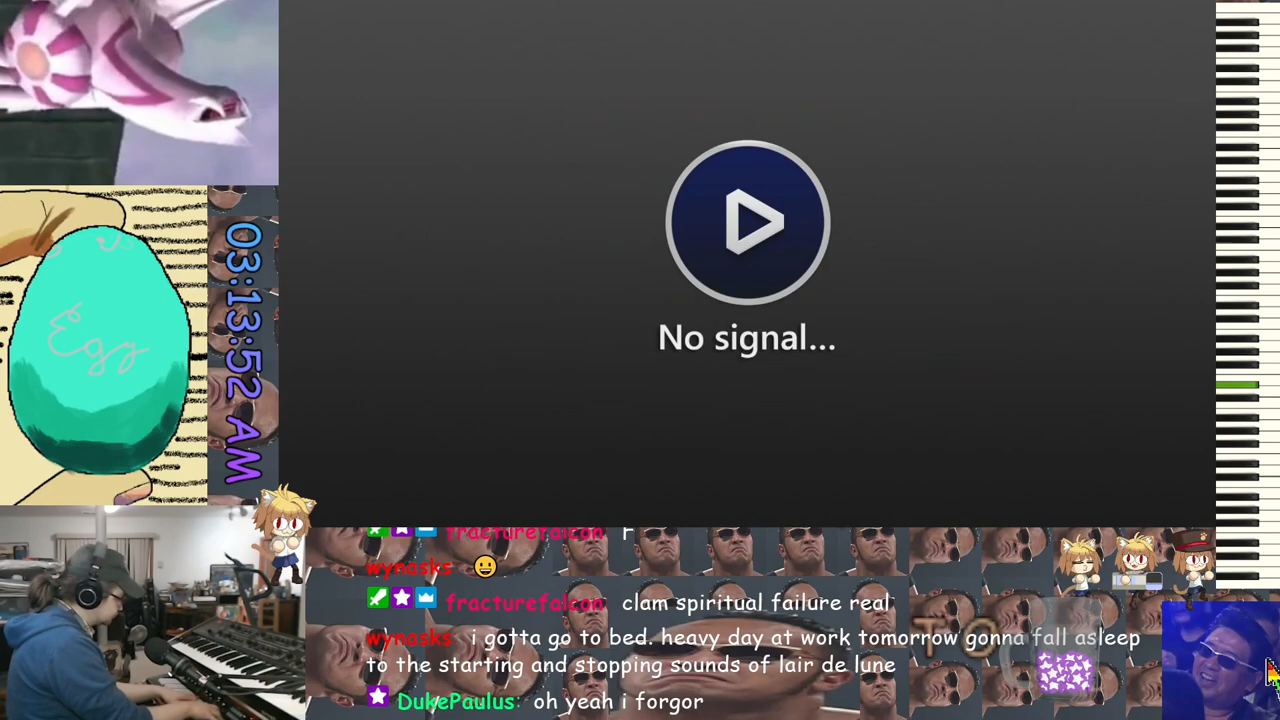 No signal...
Egg
03:13:52 AM
fracturefalcon
wynasks 😀
fracturefalcon clam spiritual failure real
wynasks i gotta go to bed. heavy day at work tomorrow gonna fall asleep
to the starting and stopping sounds of lair de lune
DukePaulus: oh yeah i forgor
TO